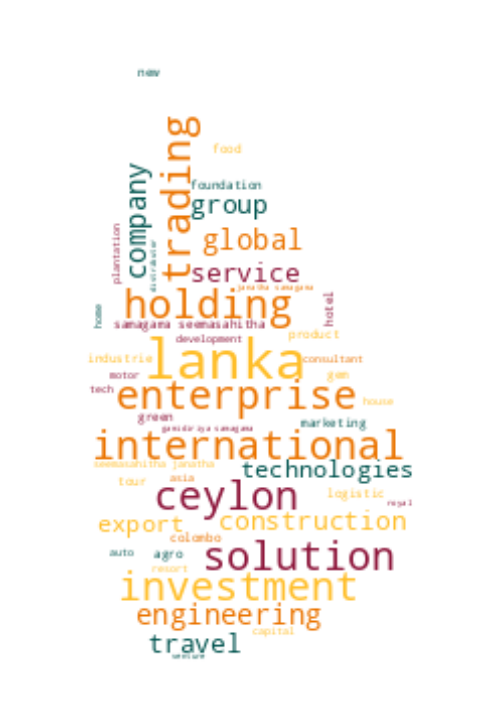 new
trading
food
company
foundation
group
plantation
distributor
global
service
janatha samagama
holding
hotel
home
samagama seemasahitha
development
product
lanka
industrie
consultant
motor
gem
tech
enterprise
house
green
marketing
ganidoriya samagama
international
seemasahitha janatha
technologies
tour
asia
ceylon
logistic
royal
export
construction
colombo
auto
agro
solution
resort
investment
engineering
capital
travel
venture